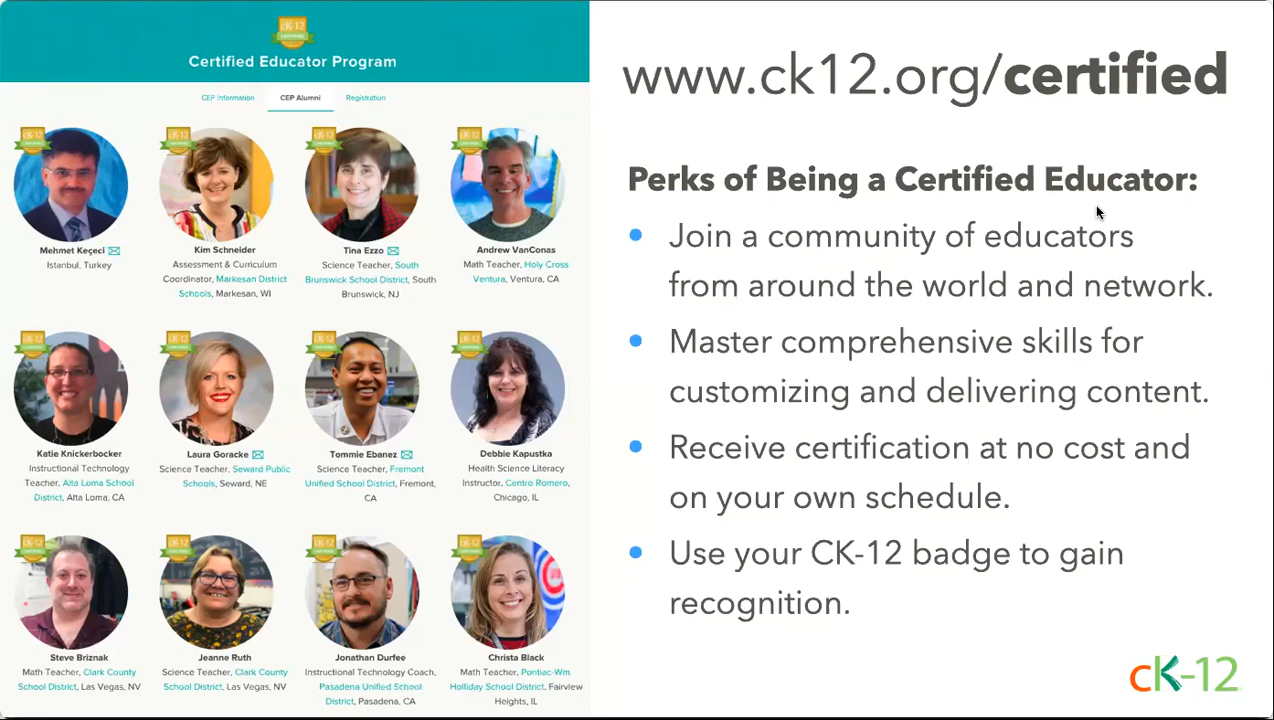 cK-12
CERTIFIED
Certified Educator Program
CEP Information
CEP Alumni
Registration
Mehmet Keçeci
Istanbul, Turkey
Kim Schneider
Assessment & Curriculum
Coordinator, Markesan District
Schools, Markesan, WI
Tina Ezzo
Science Teacher, South
Brunswick School District, South
Brunswick, NJ
Andrew VanConas
Math Teacher, Holy Cross
Ventura, Ventura, CA
Katie Knickerbocker
Instructional Technology
Teacher, Alta Loma School
District, Alta Loma, CA
Laura Goracke
Science Teacher, Seward Public
Schools, Seward, NE
Tommie Ebanez
Science Teacher, Fremont
Unified School District, Fremont,
CA
Debbie Kapustka
Health Science Literacy
Instructor, Centro Romero,
Chicago, IL
Steve Briznak
Math Teacher, Clark County
School District, Las Vegas, NV
Jeanne Ruth
Science Teacher, Clark County
School District, Las Vegas, NV
Jonathan Durfee
Instructional Technology Coach,
Pasadena Unified School
District, Pasadena, CA
Christa Black
Math Teacher, Pontiac-Wm.
Holliday School District, Fairview
Heights, IL
www.ck12.org/certified
Perks of Being a Certified Educator:
• Join a community of educators
from around the world and network.
• Master comprehensive skills for
customizing and delivering content.
• Receive certification at no cost and
on your own schedule.
• Use your CK-12 badge to gain
recognition.
cK-12